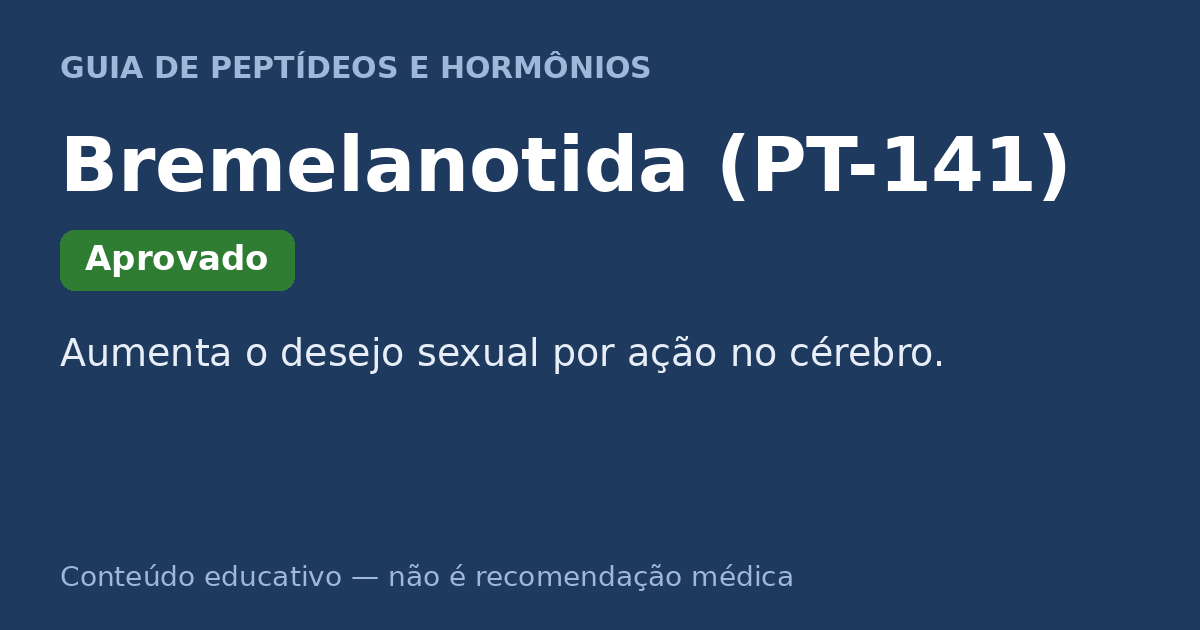 GUIA DE PEPTÍDEOS E HORMÔNIOS
Bremelanotida (PT-141)
Aprovado
Aumenta o desejo sexual por ação no cérebro.
Conteúdo educativo — não é recomendação médica